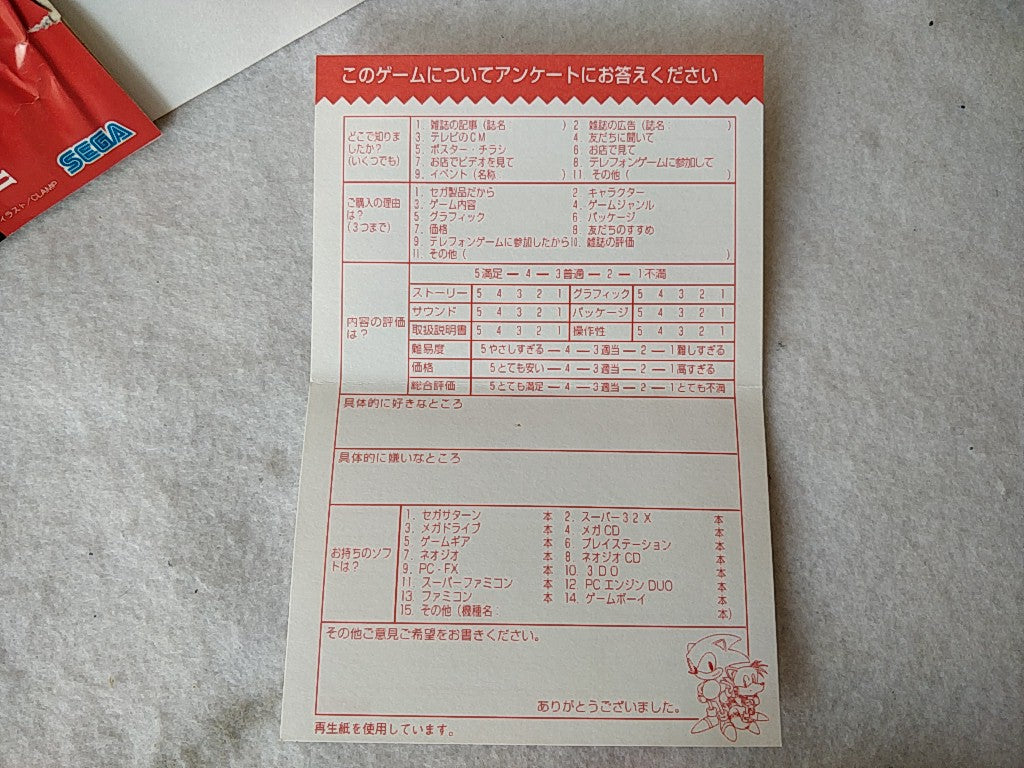 このゲームについてアンケートにお答えください
どこで知りま
したか?
(いくつでも)
1. 雑誌の記事 (誌名 ) 2 雑誌の広告 (誌名: )
3. テレビのCM 4. 友だちに聞いて
5. ポスター・チラシ 6 お店で見て
7. お店でビデオを見て 8. テレフォンゲームに参加して
9. イベント (名称 ) 11. その他 ( )
ご購入の理由
は?
(3つまで)
1. セガ製品だから 2. キャラクター
3. ゲーム内容 4. ゲームジャンル
5 グラフィック 6. パッケージ
7. 価格 8. 友だちのすすめ
9. テレフォンゲームに参加したから10. 雑誌の評価
11. その他 ( )
内容の評価
は?
5満足 ― 4 ― 3普通 ― 2 ― 1不満
ストーリー 5 4 3 2 1 グラフィック 5 4 3 2 1
サウンド 5 4 3 2 1 パッケージ 5 4 3 2 1
取扱説明書 5 4 3 2 1 操作性 5 4 3 2 1
難易度 5やさしすぎる ― 4 ― 3適当 ― 2 ― 1難しすぎる
価格 5とても安い ― 4 ― 3適当 ― 2 ― 1高すぎる
総合評価 5とても満足 ― 4 ― 3適当 ― 2 ― 1とても不満
具体的に好きなところ
具体的に嫌いなところ
お持ちのソフ
トは?
1. セガサターン 本 2. スーパー32X 本
3. メガドライブ 本 4. メガCD 本
5 ゲームギア 本 6. プレイステーション 本
7. ネオジオ 本 8 ネオジオCD 本
9. PC-FX 本 10. 3DO 本
11. スーパーファミコン 本 12. PCエンジンDUO 本
13. ファミコン 本 14. ゲームボーイ 本
15. その他 (機種名: 本)
その他ご意見ご希望をお書きください。
ありがとうございました。
再生紙を使用しています。
SEGA
イラスト/CLAMP